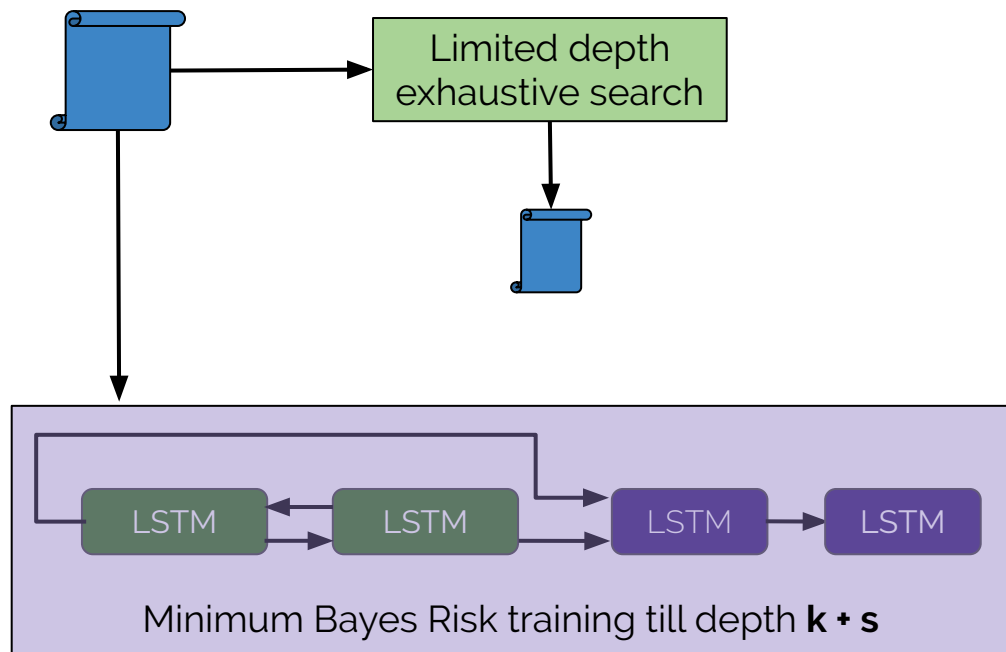 Limited depth
exhaustive search
LSTM
LSTM
LSTM
LSTM
Minimum Bayes Risk training till depth k + s